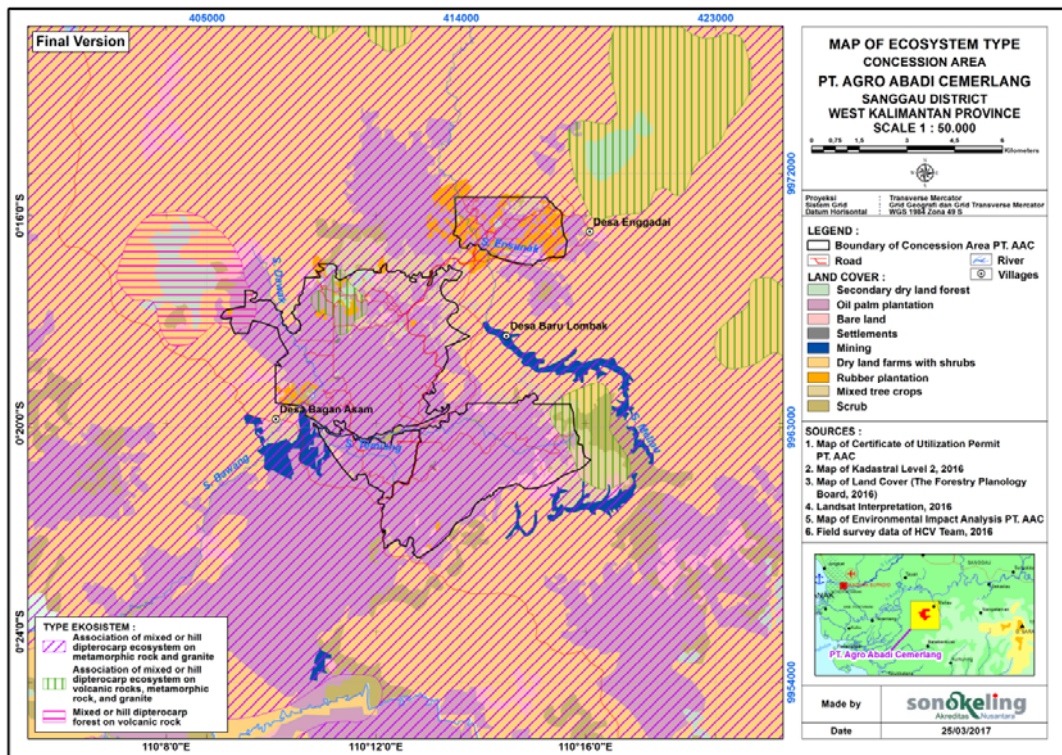 405000
414000
423000
Final Version
9972000
9963000
9954000
0°16'0"S
0°20'0"S
0°24'0"S
110°8'0"E
110°12'0"E
110°16'0"E
Desa Enggadai
S. Ensunak
Desa Baru Lombak
Desa Bagan Asam
S. Bawang
TYPE EKOSISTEM :
Association of mixed or hill
dipterocarp ecosystem on
metamorphic rock and granite
Association of mixed or hill
dipterocarp ecosystem on
volcanic rocks, metamorphic
rock, and granite
Mixed or hill dipterocarp
forest on volcanic rock
MAP OF ECOSYSTEM TYPE
CONCESSION AREA
PT. AGRO ABADI CEMERLANG
SANGGAU DISTRICT
WEST KALIMANTAN PROVINCE
SCALE 1 : 50.000
0 0,75 1,5 3 4,5 6
Kilometers
Proyeksi : Transverse Mercator
Sistem Grid : Grid Geografi dan Grid Transverse Mercator
Datum Horisontal : WGS 1984 Zona 49 S
LEGEND :
Boundary of Concession Area PT. AAC
Road
River
Villages
LAND COVER :
Secondary dry land forest
Oil palm plantation
Bare land
Settlements
Mining
Dry land farms with shrubs
Rubber plantation
Mixed tree crops
Scrub
SOURCES :
1. Map of Certificate of Utilization Permit
PT. AAC
2. Map of Kadastral Level 2, 2016
3. Map of Land Cover (The Forestry Planology
Board, 2016)
4. Landsat Interpretation, 2016
5. Map of Environmental Impact Analysis PT. AAC
6. Field survey data of HCV Team, 2016
PT. Agro Abadi Cemerlang
Made by
sonokeling
Akreditas Nusantara
Date
25/03/2017